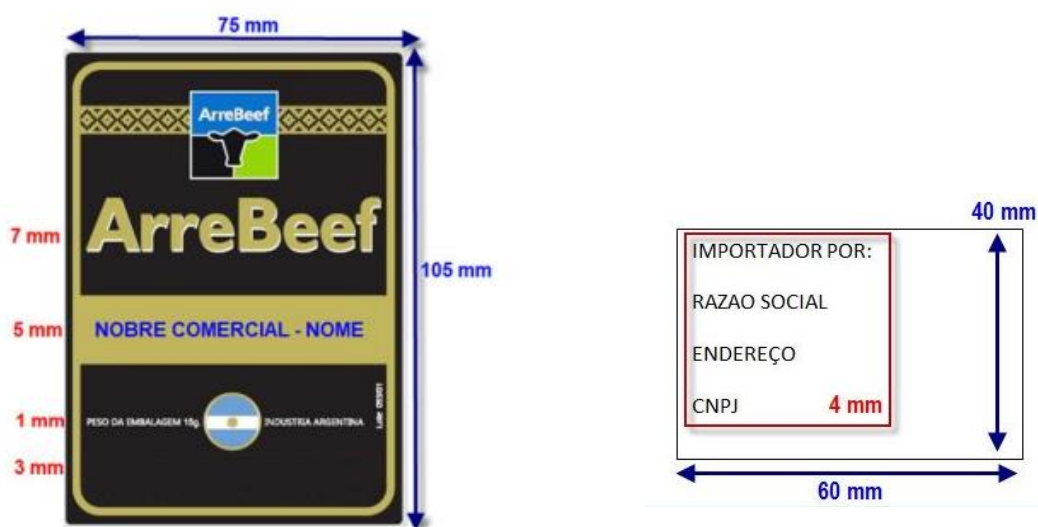 75 mm
ArreBeef
ArreBeef
7 mm
105 mm
5 mm
NOBRE COMERCIAL - NOME
1 mm
PESO DA EMBALAGEM 15g.
INDUSTRIA ARGENTINA
3 mm
40 mm
IMPORTADOR POR:
RAZAO SOCIAL
ENDEREÇO
CNPJ
4 mm
60 mm